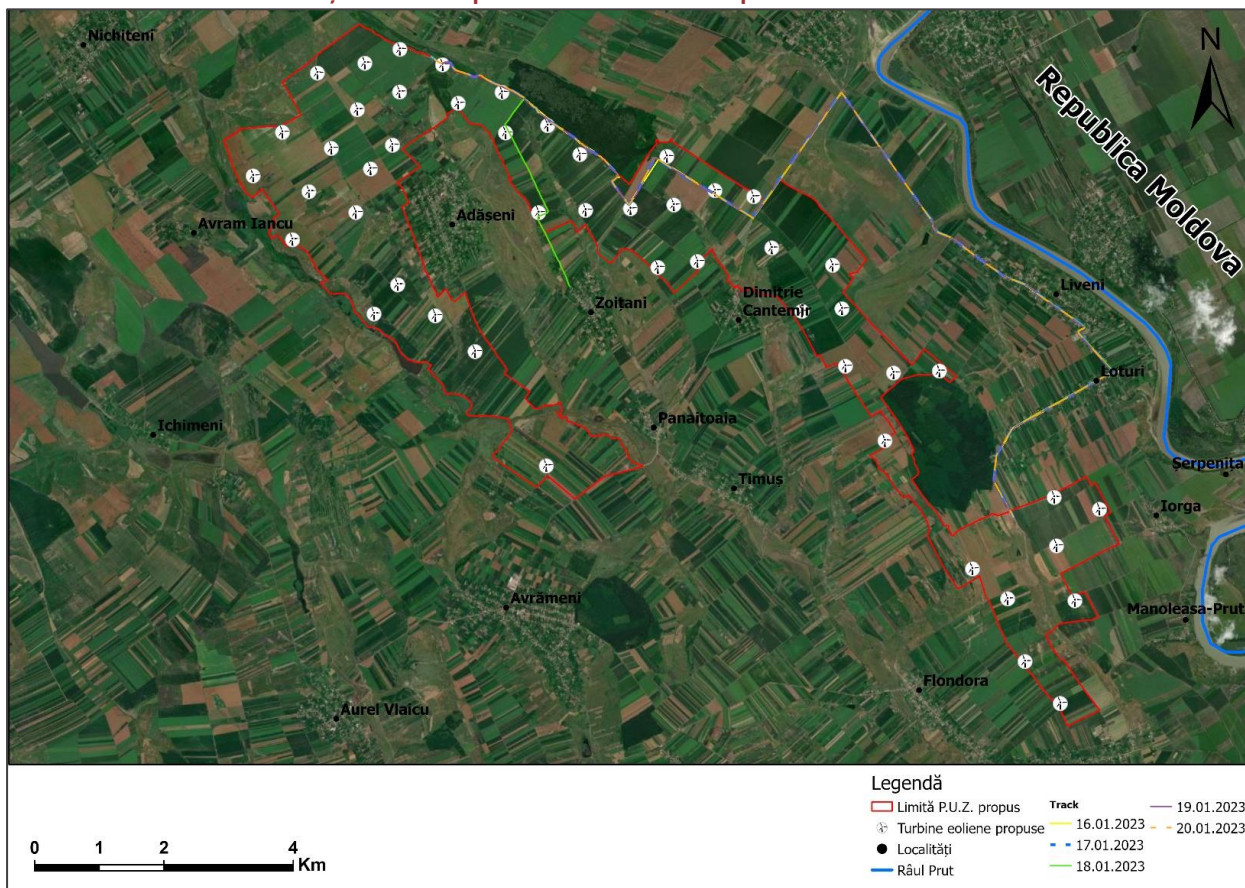 Nichiteni
N
Republica Moldova
Avram Iancu
Adășeni
Zoițani
Dimitrie
Cantemir
Liveni
Loturi
Ichimeni
Panaitoaia
Timuș
Șerpenița
Iorga
Avrămeni
Manoleasa-Prut
Flondora
Aurel Vlaicu
Legendă
Limită P.U.Z. propus
Turbine eoliene propuse
Localități
Râul Prut
Track
16.01.2023
17.01.2023
18.01.2023
19.01.2023
20.01.2023
0 1 2 4
Km